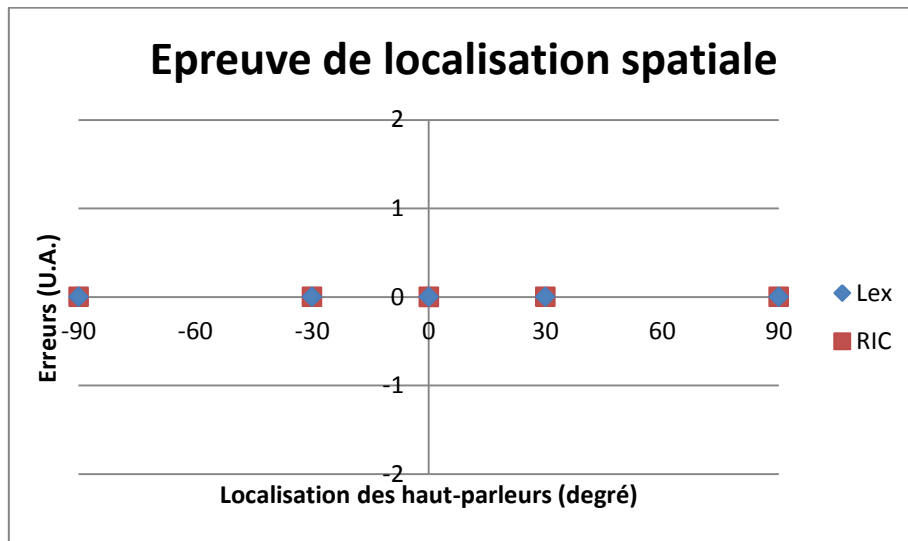 Epreuve de localisation spatiale
2
1
0
-1
-2
-90 -60 -30 0 30 60 90
Erreurs (U.A.)
Localisation des haut-parleurs (degré)
Lex
RIC